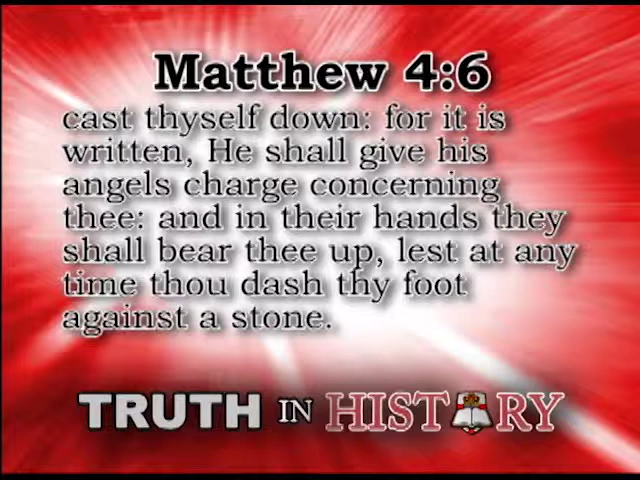 Matthew 4:6
cast thyself down: for it is
written, He shall give his
angels charge concerning
thee: and in their hands they
shall bear thee up, lest at any
time thou dash thy foot
against a stone.
TRUTH IN HISTORY